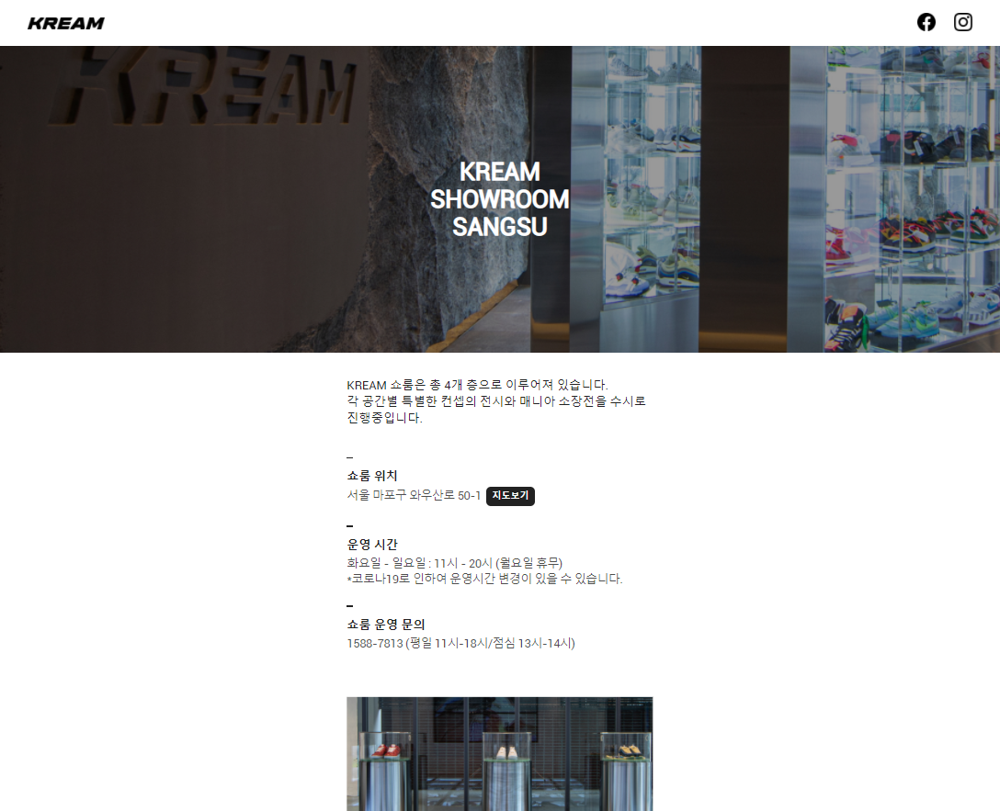 KREAM
KREAM
KREAM
SHOWROOM
SANGSU
KREAM 쇼룸은 총 4개 층으로 이루어져 있습니다.
각 공간별 특별한 컨셉의 전시와 매니아 소장전을 수시로
진행중입니다.
–
쇼룸 위치
서울 마포구 와우산로 50-1 지도보기
–
운영 시간
화요일 - 일요일 : 11시 - 20시 (월요일 휴무)
*코로나19로 인하여 운영시간 변경이 있을 수 있습니다.
–
쇼룸 운영 문의
1588-7813 (평일 11시-18시/점심 13시-14시)